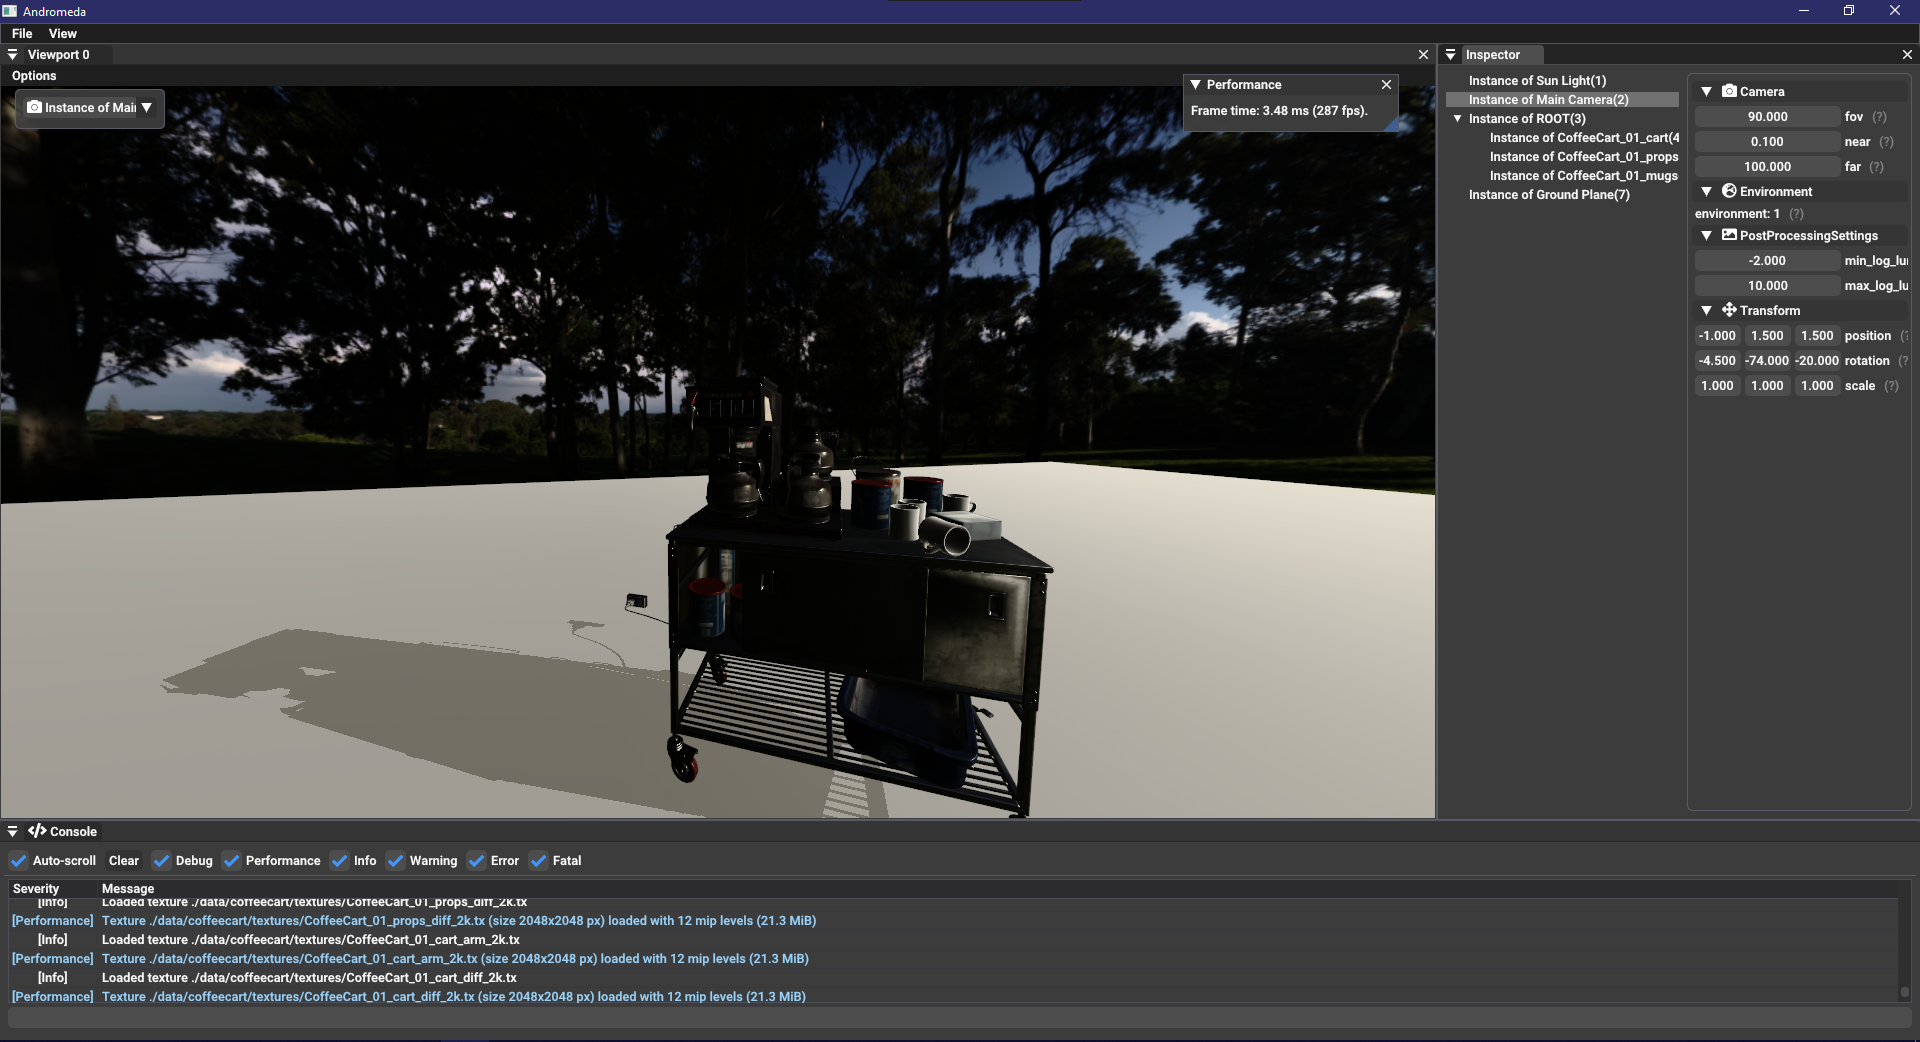 Andromeda
File View
Viewport 0
Options
Instance of Mai
Performance
Frame time: 3.48 ms (287 fps).
Inspector
Instance of Sun Light(1)
Instance of Main Camera(2)
Instance of ROOT(3)
Instance of CoffeeCart_01_cart(4
Instance of CoffeeCart_01_props
Instance of CoffeeCart_01_mugs
Instance of Ground Plane(7)
Camera
90.000 fov (?)
0.100 near (?)
100.000 far (?)
Environment
environment: 1 (?)
PostProcessingSettings
-2.000 min_log_lu
10.000 max_log_lu
Transform
-1.000 1.500 1.500 position (?
-4.500 -74.000 -20.000 rotation (?
1.000 1.000 1.000 scale (?)
Console
Auto-scroll Clear Debug Performance Info Warning Error Fatal
Severity Message
[Info] Loaded texture ./data/coffeecart/textures/CoffeeCart_01_props_diff_2k.tx
[Performance] Texture ./data/coffeecart/textures/CoffeeCart_01_props_diff_2k.tx (size 2048x2048 px) loaded with 12 mip levels (21.3 MiB)
[Info] Loaded texture ./data/coffeecart/textures/CoffeeCart_01_cart_arm_2k.tx
[Performance] Texture ./data/coffeecart/textures/CoffeeCart_01_cart_arm_2k.tx (size 2048x2048 px) loaded with 12 mip levels (21.3 MiB)
[Info] Loaded texture ./data/coffeecart/textures/CoffeeCart_01_cart_diff_2k.tx
[Performance] Texture ./data/coffeecart/textures/CoffeeCart_01_cart_diff_2k.tx (size 2048x2048 px) loaded with 12 mip levels (21.3 MiB)